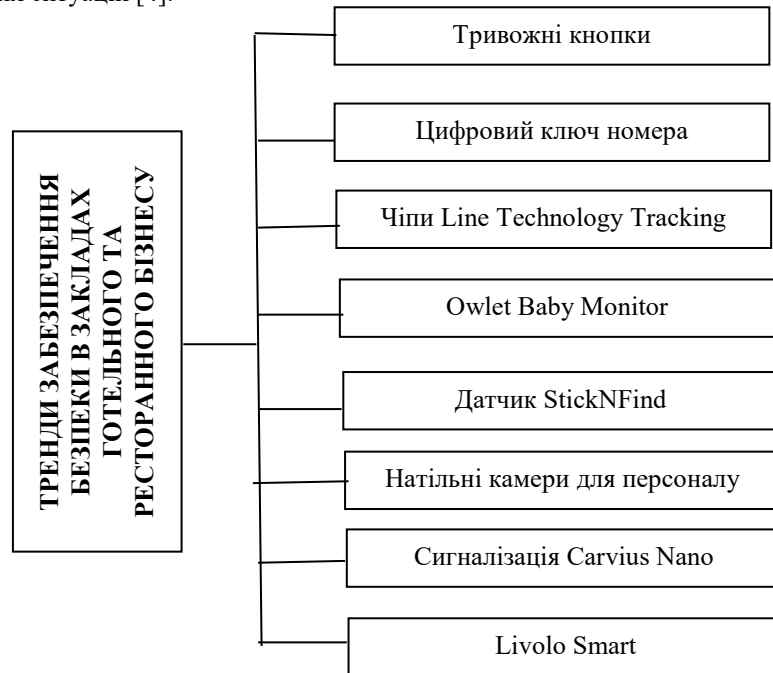 ситуацій [4].
Тривожні кнопки
Цифровий ключ номера
Чіпи Line Technology Tracking
Owlet Baby Monitor
Датчик StickNFind
Натільні камери для персоналу
Сигналізація Carvius Nano
Livolo Smart
ТРЕНДИ ЗАБЕЗПЕЧЕННЯ
БЕЗПЕКИ В ЗАКЛАДАХ
ГОТЕЛЬНОГО ТА
РЕСТОРАННОГО БІЗНЕСУ